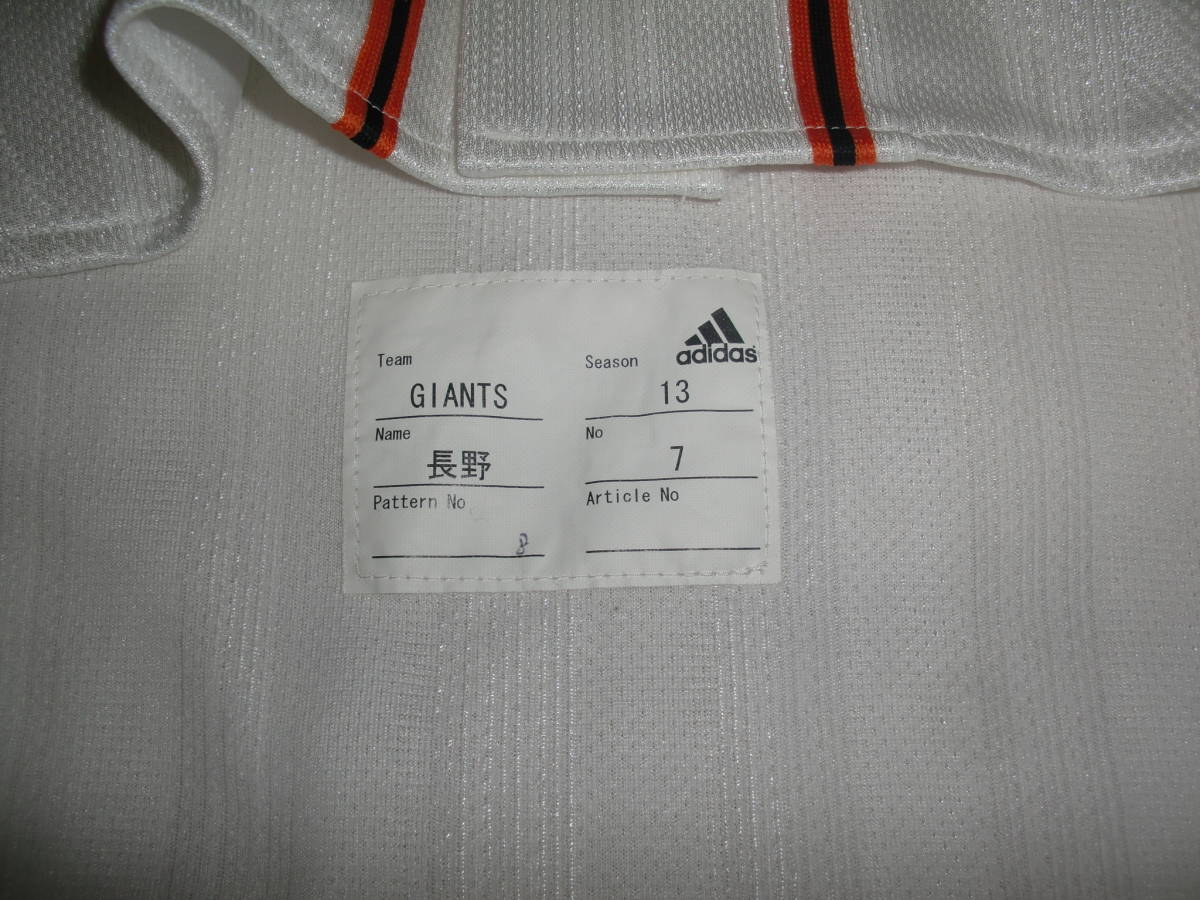 adidas
Team
Season
GIANTS
13
Name
No
長野
7
Pattern No
Article No
8